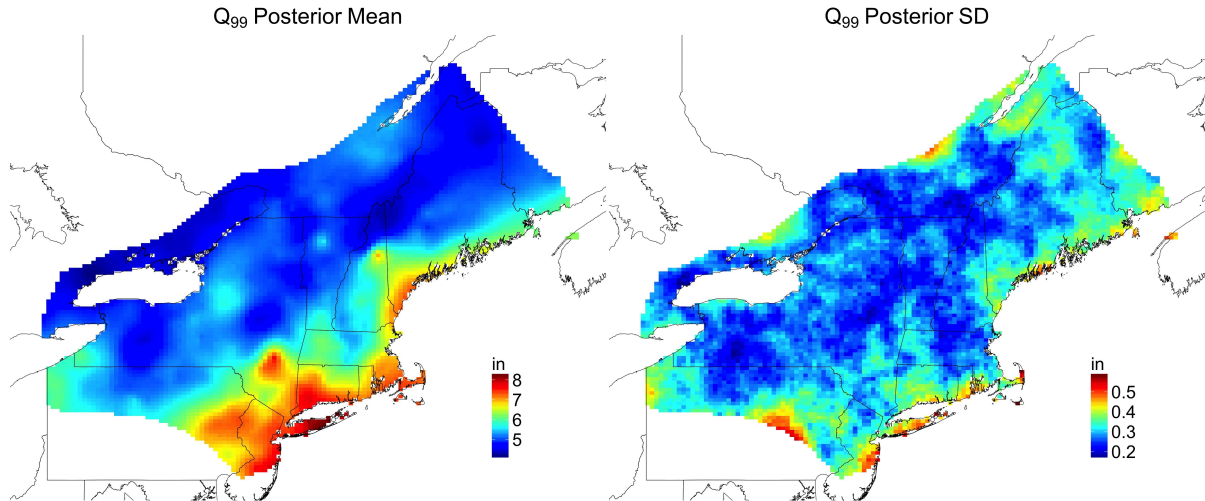 Q₉₉ Posterior Mean
in
8
7
6
5
Q₉₉ Posterior SD
in
0.5
0.4
0.3
0.2